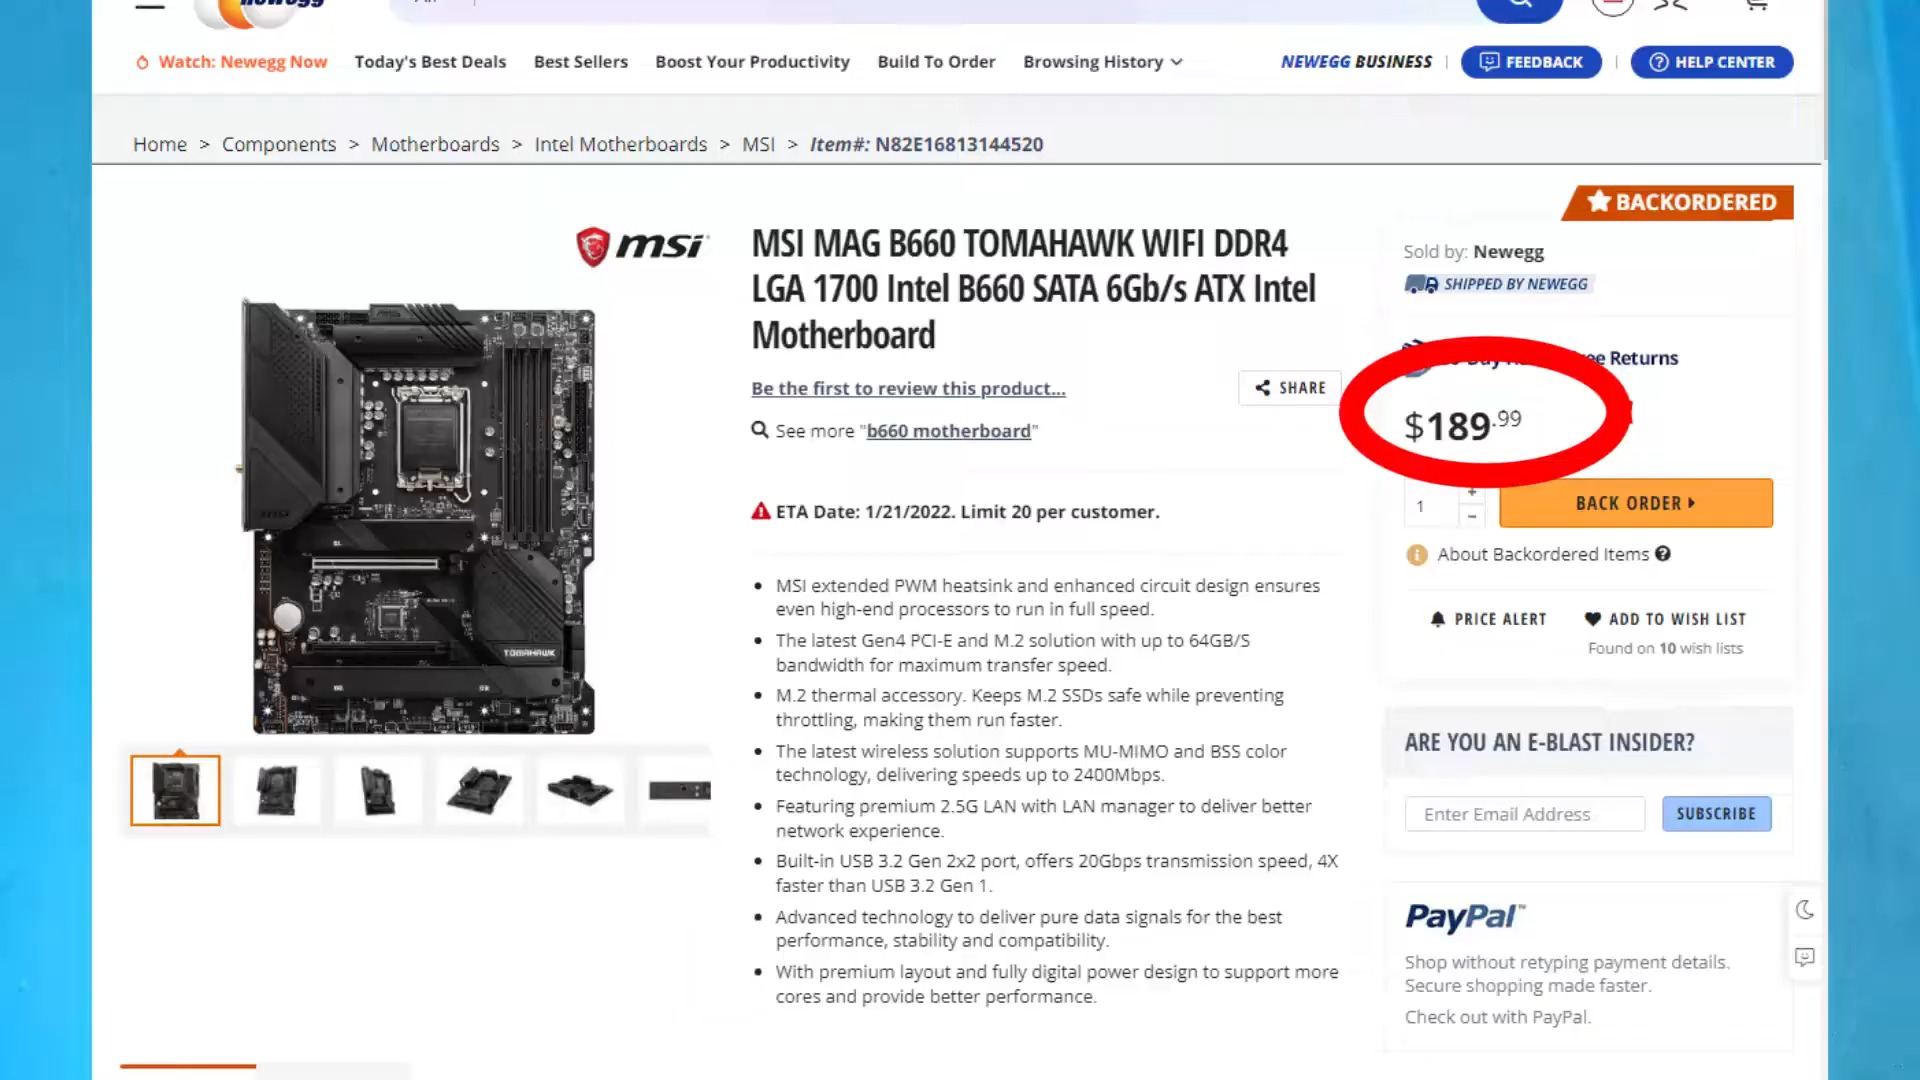 newegg
Watch: Newegg Now Today's Best Deals Best Sellers Boost Your Productivity Build To Order Browsing History NEWEGG BUSINESS | FEEDBACK | HELP CENTER
Home > Components > Motherboards > Intel Motherboards > MSI > Item#: N82E16813144520
BACKORDERED
msi
MSI MAG B660 TOMAHAWK WIFI DDR4
LGA 1700 Intel B660 SATA 6Gb/s ATX Intel
Motherboard
Sold by: Newegg
SHIPPED BY NEWEGG
Day Free Returns
Be the first to review this product...
SHARE
$189.99
See more "b660 motherboard"
1 + -
BACK ORDER
ETA Date: 1/21/2022. Limit 20 per customer.
About Backordered Items
PRICE ALERT ADD TO WISH LIST
Found on 10 wish lists
MSI extended PWM heatsink and enhanced circuit design ensures
even high-end processors to run in full speed.
The latest Gen4 PCI-E and M.2 solution with up to 64GB/S
bandwidth for maximum transfer speed.
M.2 thermal accessory. Keeps M.2 SSDs safe while preventing
throttling, making them run faster.
The latest wireless solution supports MU-MIMO and BSS color
technology, delivering speeds up to 2400Mbps.
Featuring premium 2.5G LAN with LAN manager to deliver better
network experience.
Built-in USB 3.2 Gen 2x2 port, offers 20Gbps transmission speed, 4X
faster than USB 3.2 Gen 1.
Advanced technology to deliver pure data signals for the best
performance, stability and compatibility.
With premium layout and fully digital power design to support more
cores and provide better performance.
TOMAHAWK
ARE YOU AN E-BLAST INSIDER?
Enter Email Address SUBSCRIBE
PayPal™
Shop without retyping payment details.
Secure shopping made faster.
Check out with PayPal.